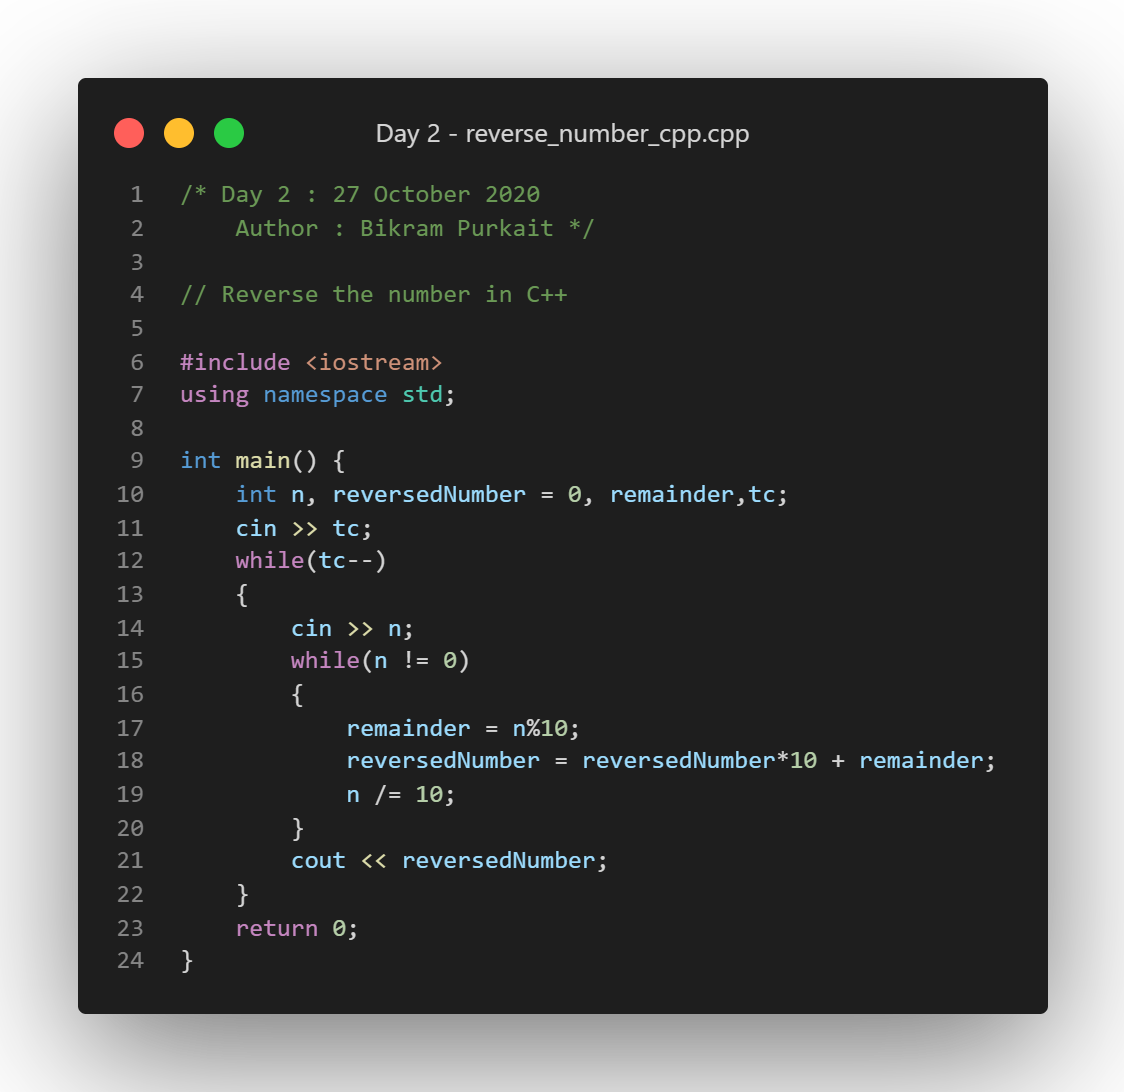 Day 2 - reverse_number_cpp.cpp
1 /* Day 2 : 27 October 2020
2     Author : Bikram Purkait */
3
4 // Reverse the number in C++
5
6 #include <iostream>
7 using namespace std;
8
9 int main() {
10     int n, reversedNumber = 0, remainder,tc;
11     cin >> tc;
12     while(tc--)
13     {
14         cin >> n;
15         while(n != 0)
16         {
17             remainder = n%10;
18             reversedNumber = reversedNumber*10 + remainder;
19             n /= 10;
20         }
21         cout << reversedNumber;
22     }
23     return 0;
24 }